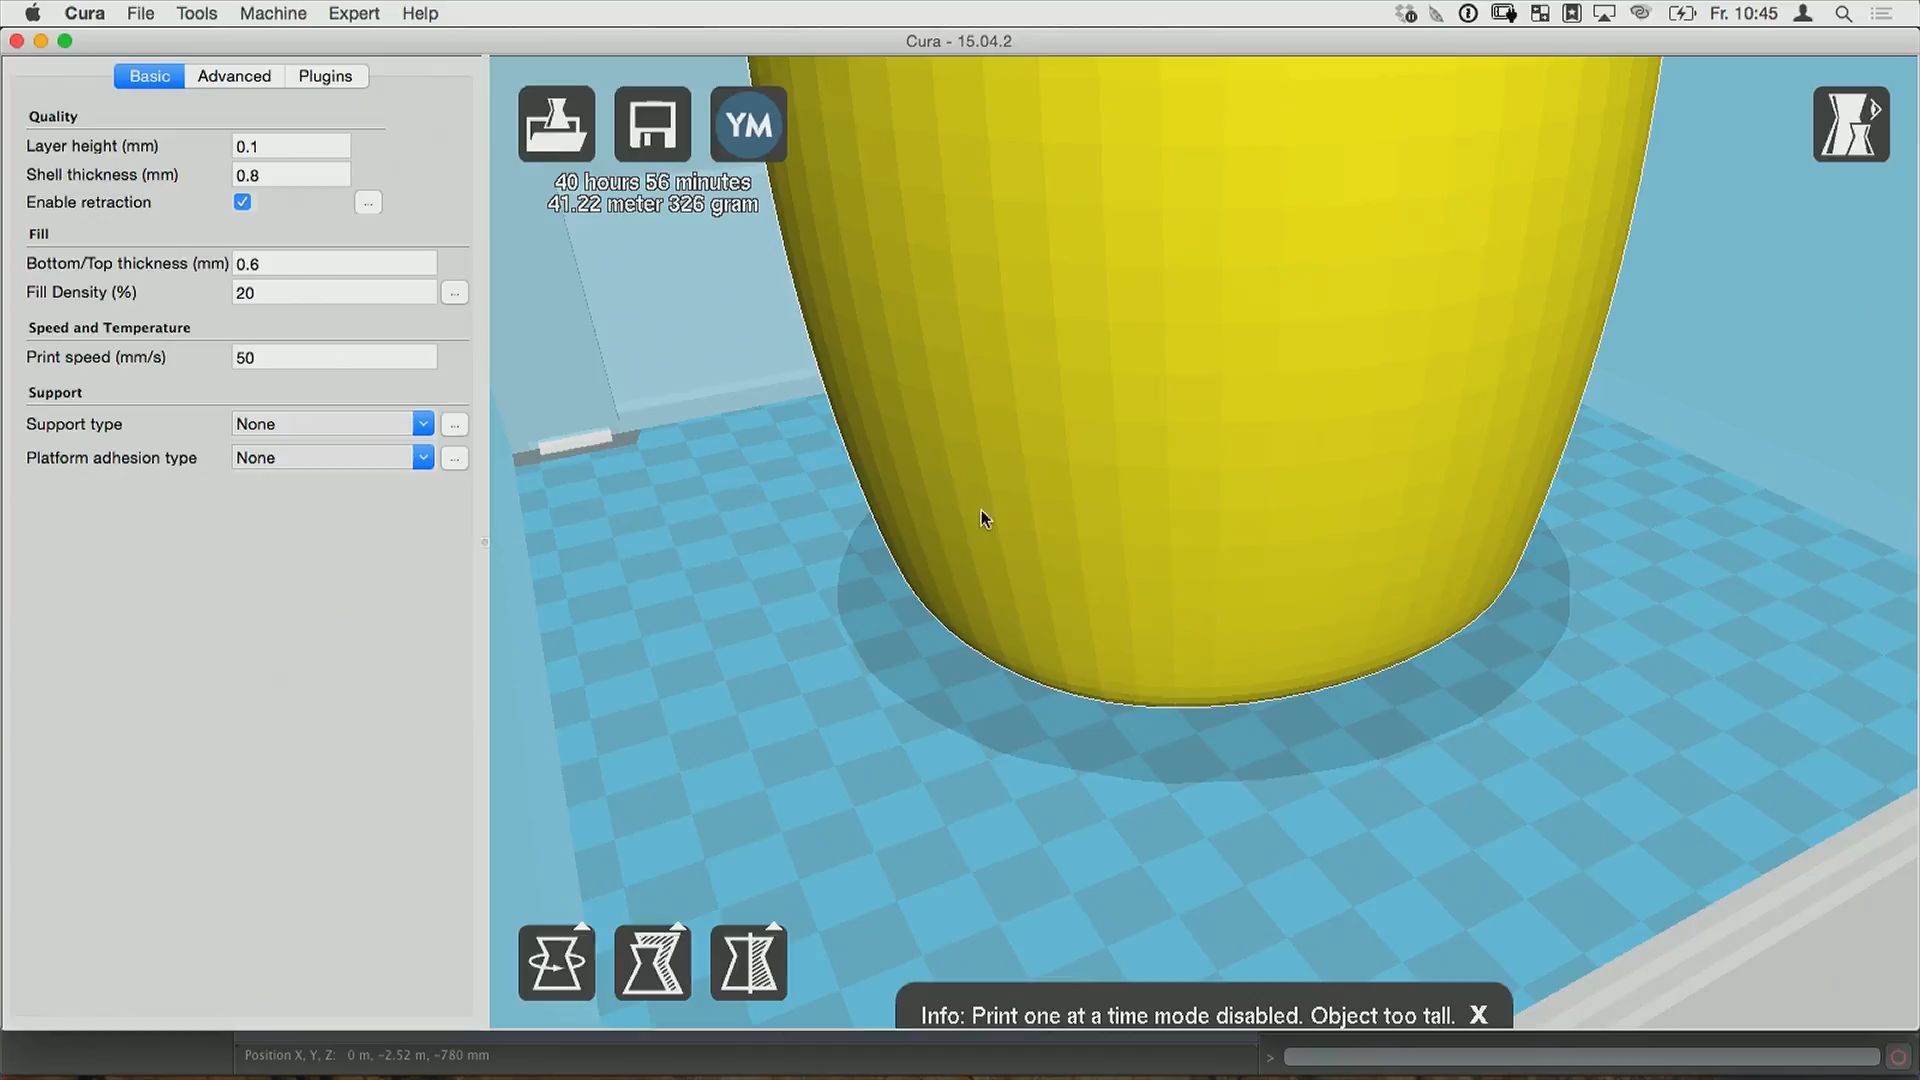 Cura File Tools Machine Expert Help Fr. 10:45
Cura - 15.04.2
Basic Advanced Plugins
Quality
Layer height (mm) 0.1
Shell thickness (mm) 0.8
Enable retraction ...
Fill
Bottom/Top thickness (mm) 0.6
Fill Density (%) 20 ...
Speed and Temperature
Print speed (mm/s) 50
Support
Support type None ...
Platform adhesion type None ...
YM
40 hours 56 minutes
41.22 meter 326 gram
Info: Print one at a time mode disabled. Object too tall. X
Position X, Y, Z: 0 m, -2.52 m, -780 mm >